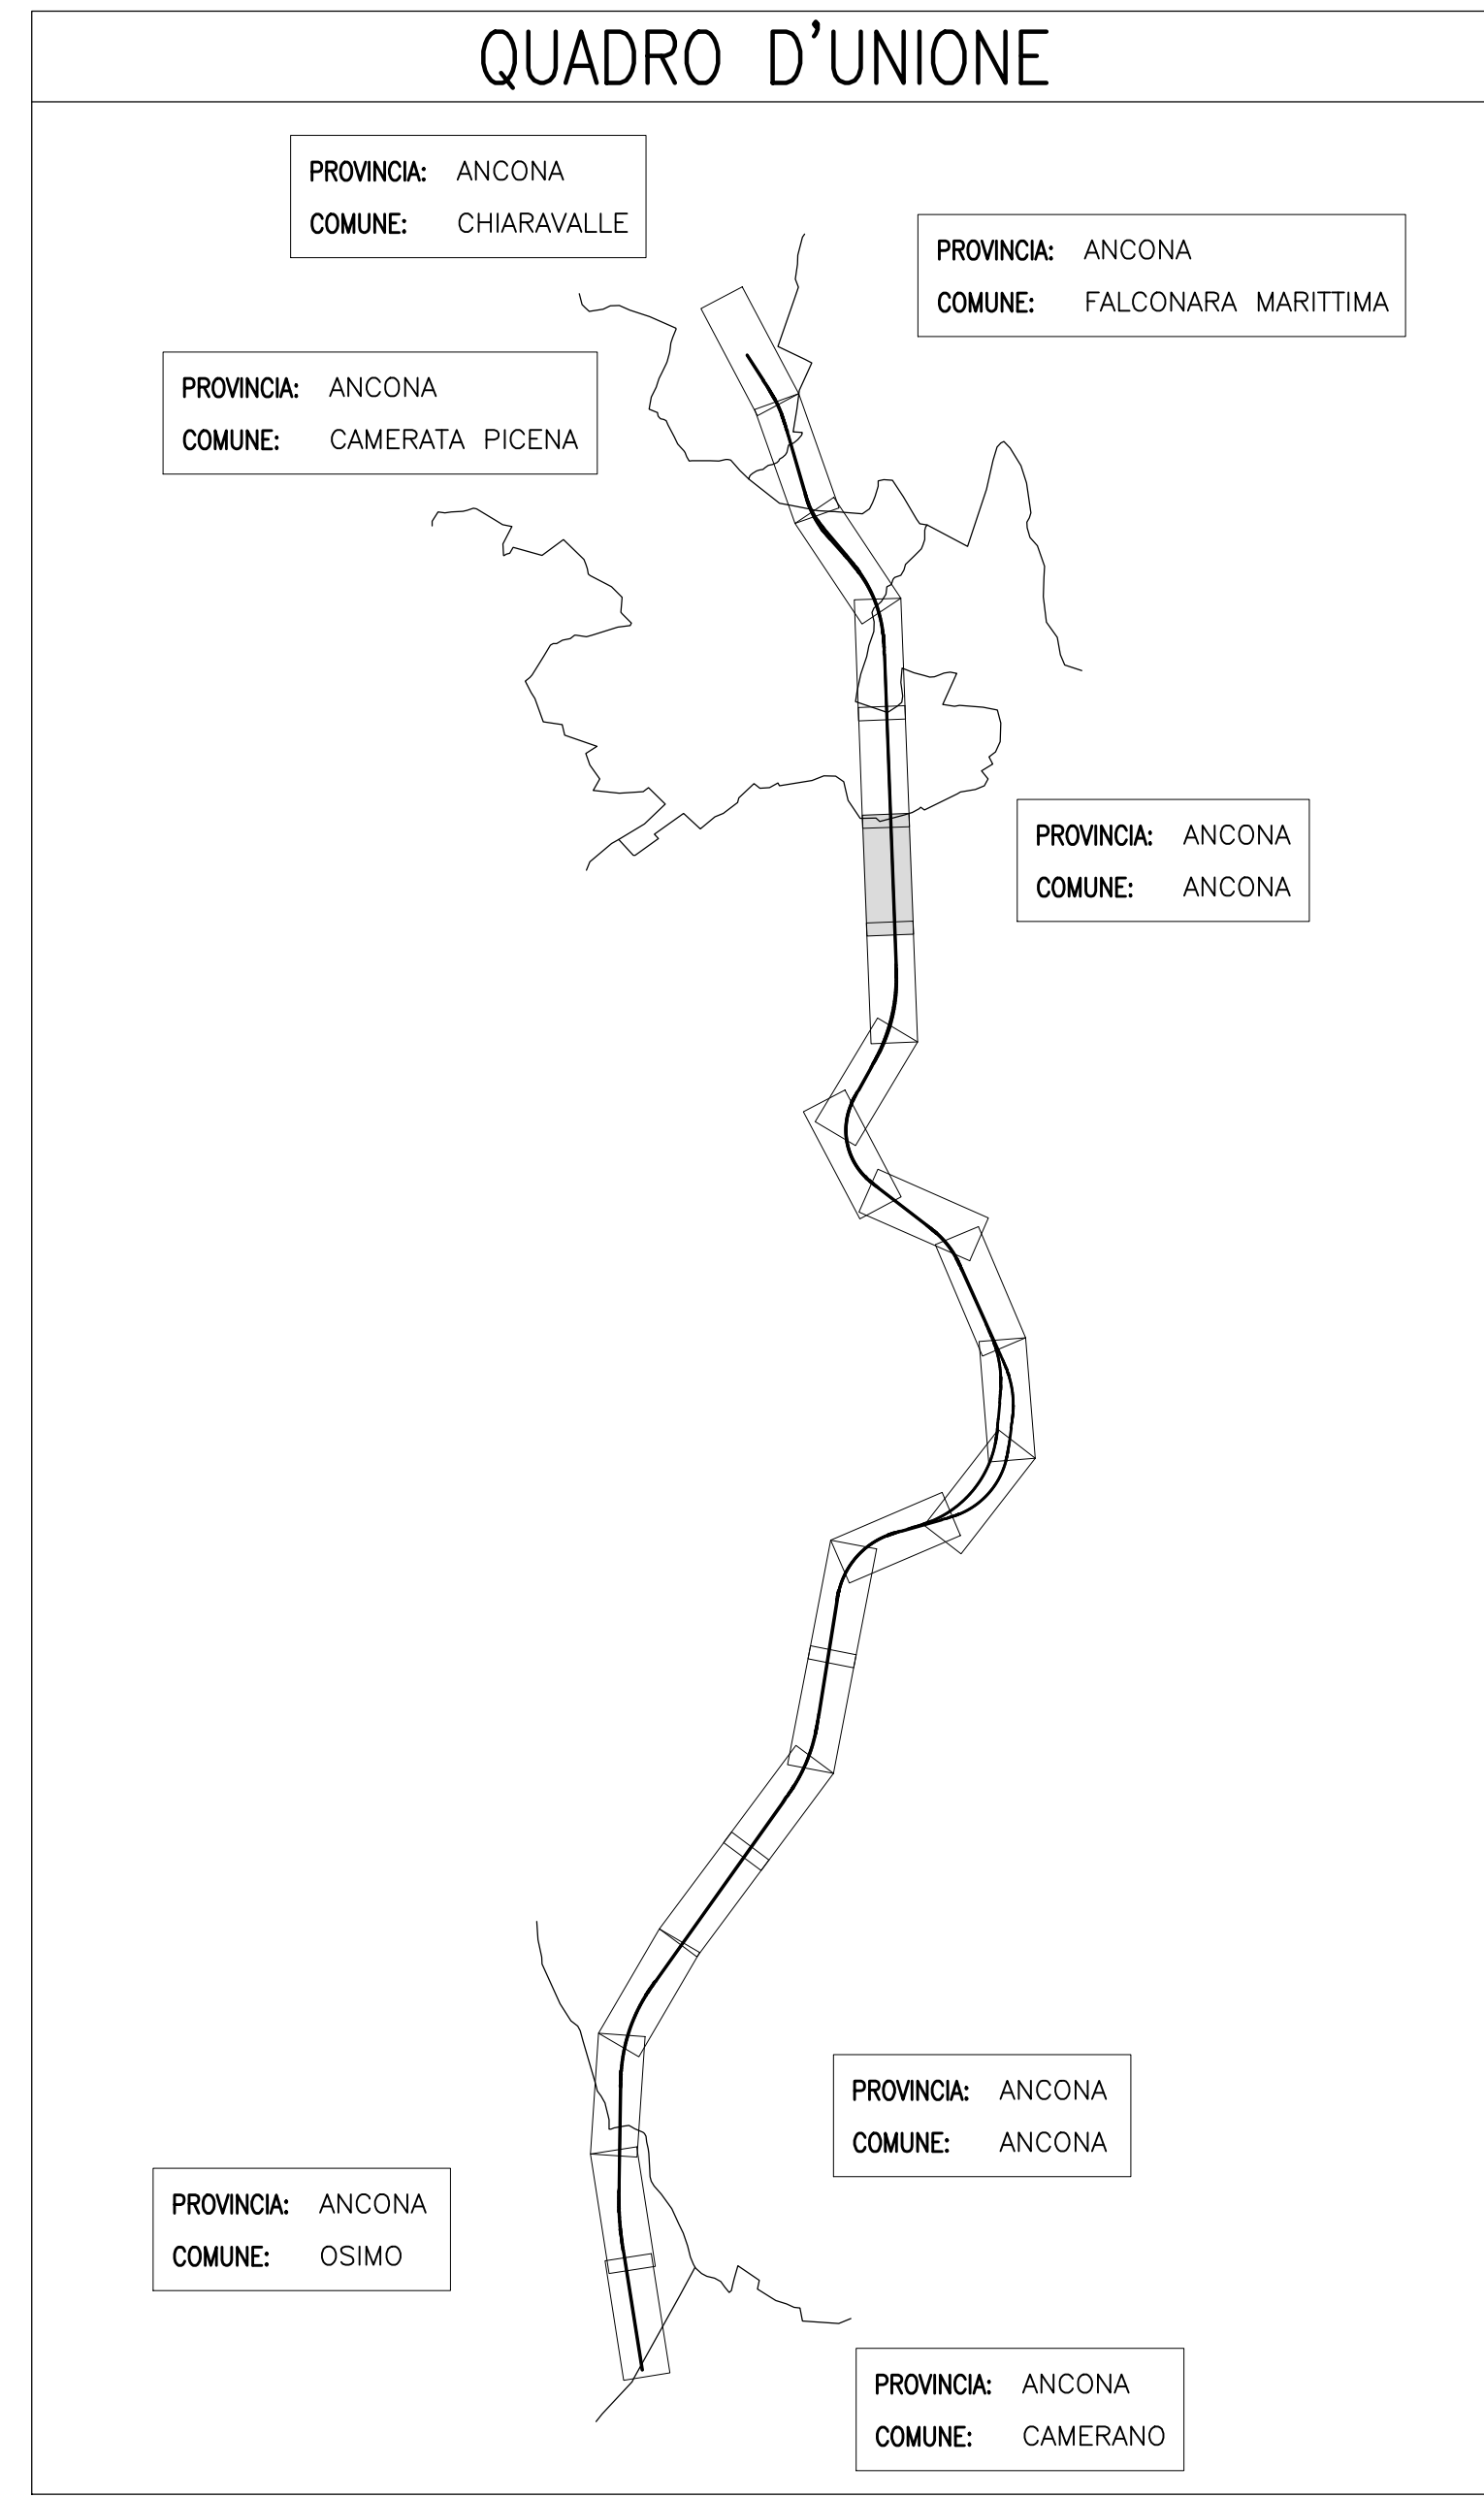 QUADRO D'UNIONE
PROVINCIA: ANCONA
COMUNE: CHIARAVALLE
PROVINCIA: ANCONA
COMUNE: FALCONARA MARITTIMA
PROVINCIA: ANCONA
COMUNE: CAMERATA PICENA
PROVINCIA: ANCONA
COMUNE: ANCONA
PROVINCIA: ANCONA
COMUNE: ANCONA
PROVINCIA: ANCONA
COMUNE: OSIMO
PROVINCIA: ANCONA
COMUNE: CAMERANO